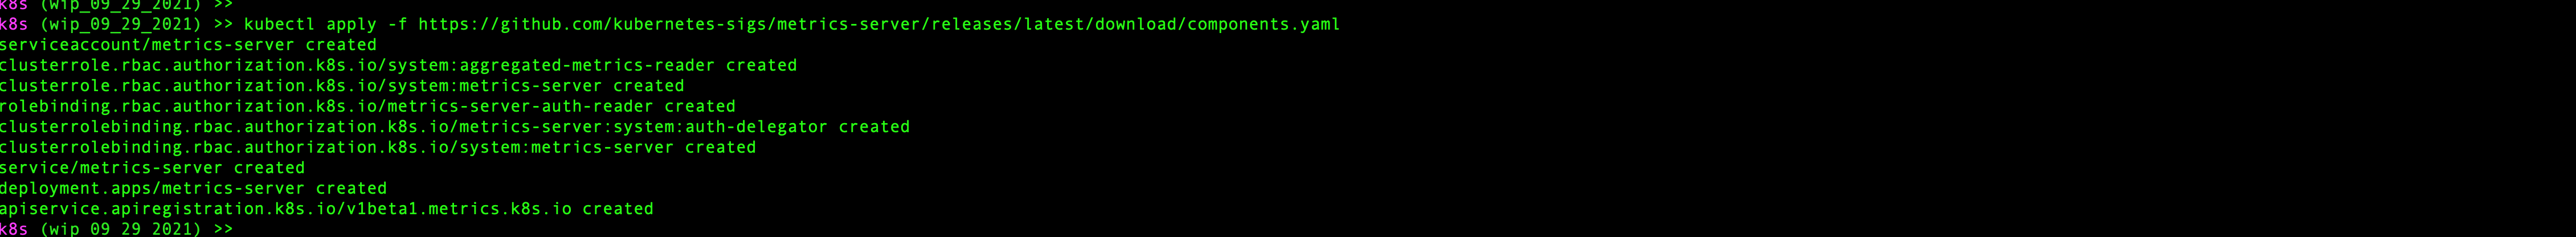 k8s (wip_09_29_2021) >>
k8s (wip_09_29_2021) >> kubectl apply -f https://github.com/kubernetes-sigs/metrics-server/releases/latest/download/components.yaml
serviceaccount/metrics-server created
clusterrole.rbac.authorization.k8s.io/system:aggregated-metrics-reader created
clusterrole.rbac.authorization.k8s.io/system:metrics-server created
rolebinding.rbac.authorization.k8s.io/metrics-server-auth-reader created
clusterrolebinding.rbac.authorization.k8s.io/metrics-server:system:auth-delegator created
clusterrolebinding.rbac.authorization.k8s.io/system:metrics-server created
service/metrics-server created
deployment.apps/metrics-server created
apiservice.apiregistration.k8s.io/v1beta1.metrics.k8s.io created
k8s (wip_09_29_2021) >>